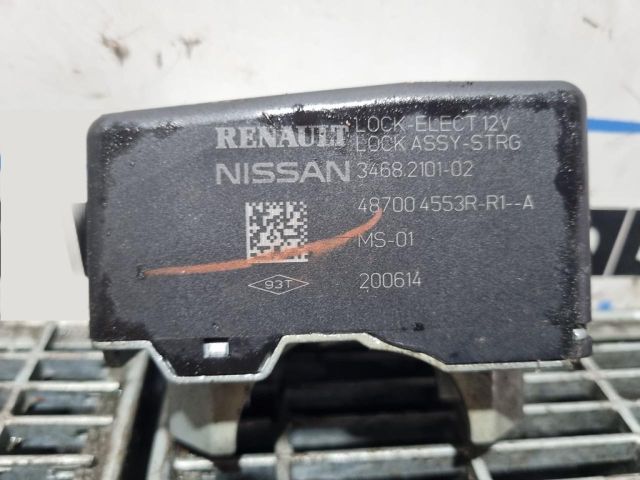 RENAULT LOCK-ELECT 12V
LOCK ASSY-STRG
NISSAN 3468.2101-02
48700 4553R-R1--A
MS-01
93T 200614